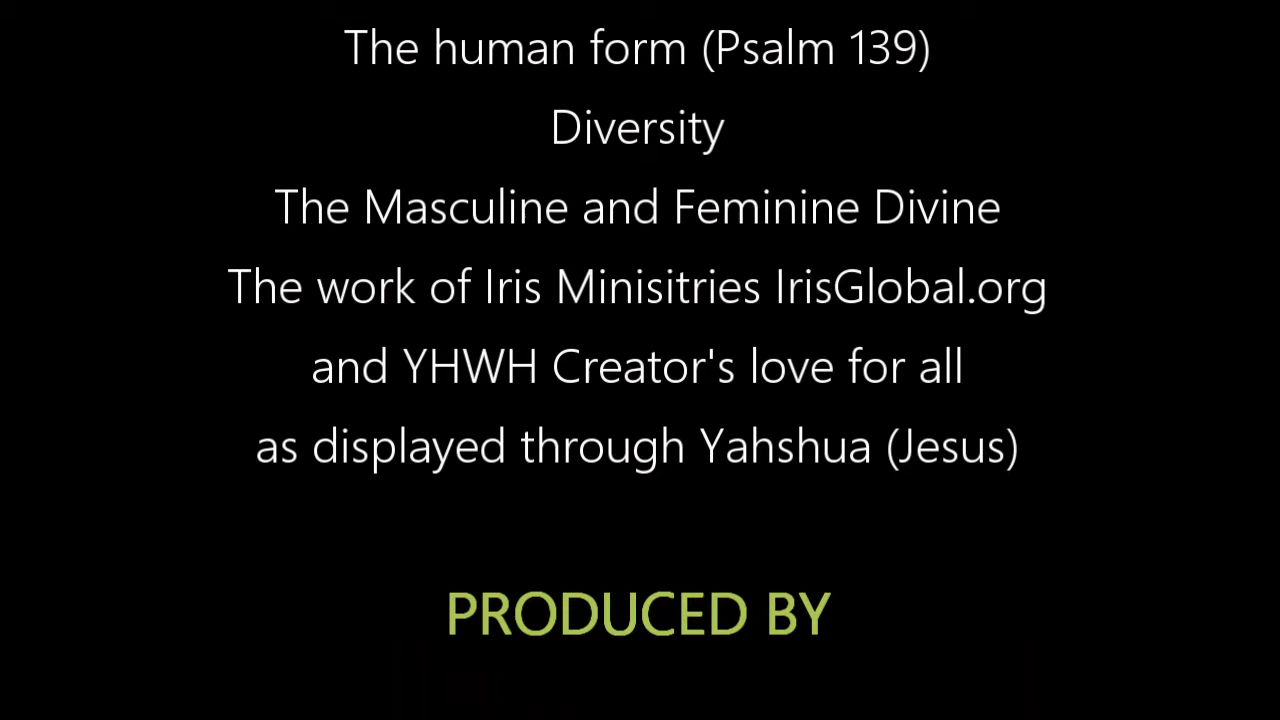 The human form (Psalm 139)
Diversity
The Masculine and Feminine Divine
The work of Iris Minisitries IrisGlobal.org
and YHWH Creator's love for all
as displayed through Yahshua (Jesus)
PRODUCED BY